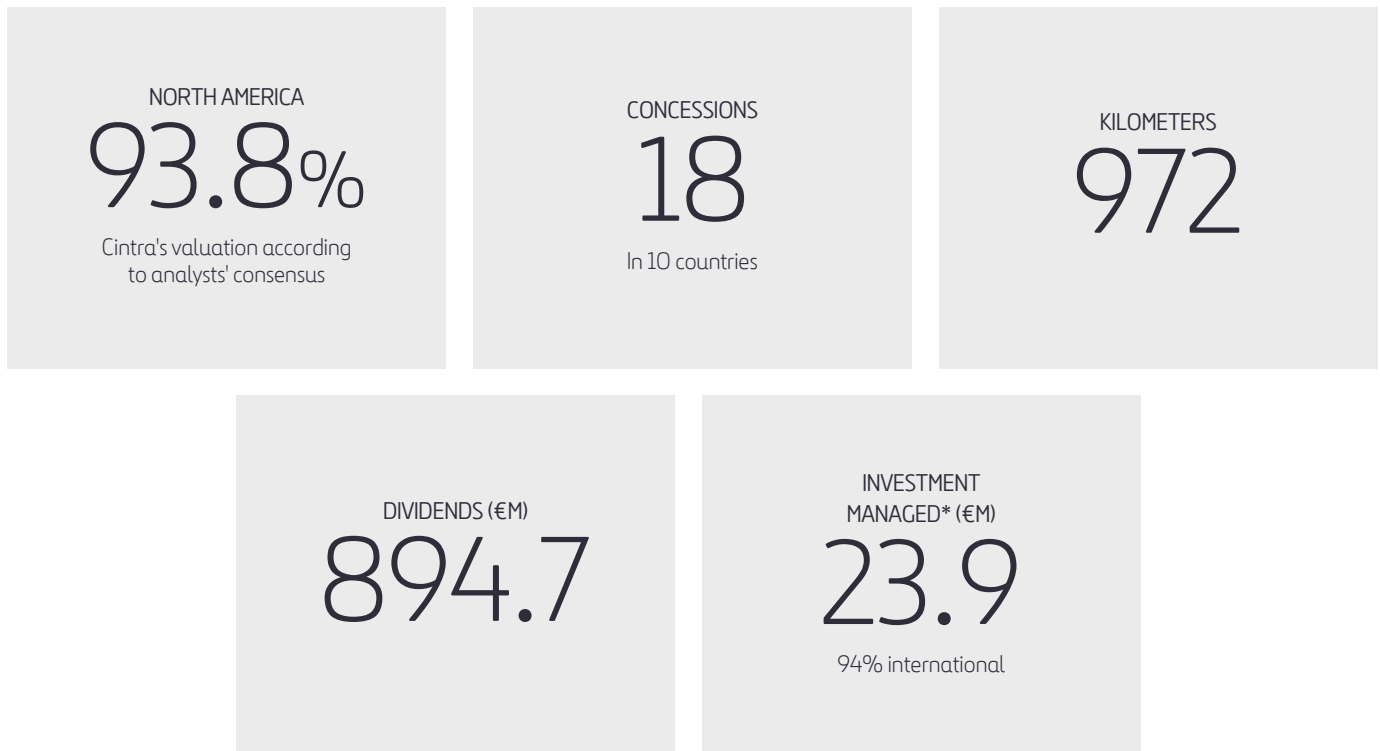 NORTH AMERICA
93.8%
Cintra's valuation according
to analysts' consensus
CONCESSIONS
18
In 10 countries
KILOMETERS
972
DIVIDENDS (€M)
894.7
INVESTMENT
MANAGED* (€M)
23.9
94% international